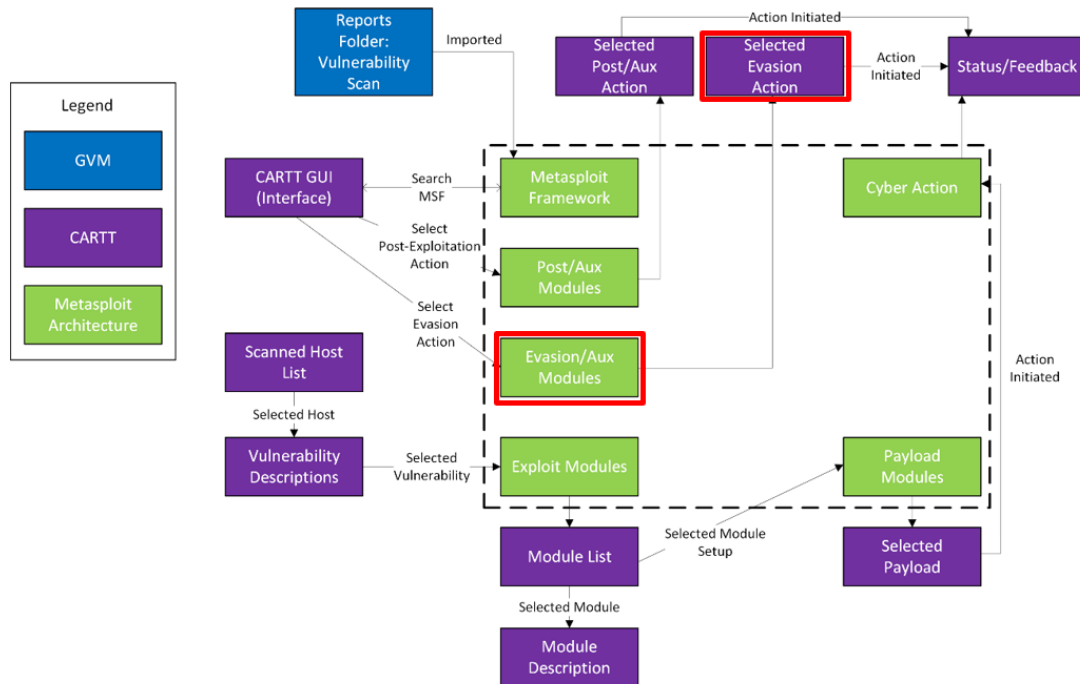 Reports
Folder:
Vulnerability
Scan
Imported
Action Initiated
Selected
Post/Aux
Action
Selected
Evasion
Action
Action
Initiated
Status/Feedback
Legend
GVM
CARTT
Metasploit
Architecture
CARTT GUI
(Interface)
Search
MSF
Metasploit
Framework
Cyber Action
Select
Post-Exploitation
Action
Post/Aux
Modules
Select
Evasion
Action
Evasion/Aux
Modules
Scanned Host
List
Action
Initiated
Selected Host
Vulnerability
Descriptions
Selected
Vulnerability
Exploit Modules
Payload
Modules
Selected Module
Setup
Module List
Selected
Payload
Selected Module
Module
Description